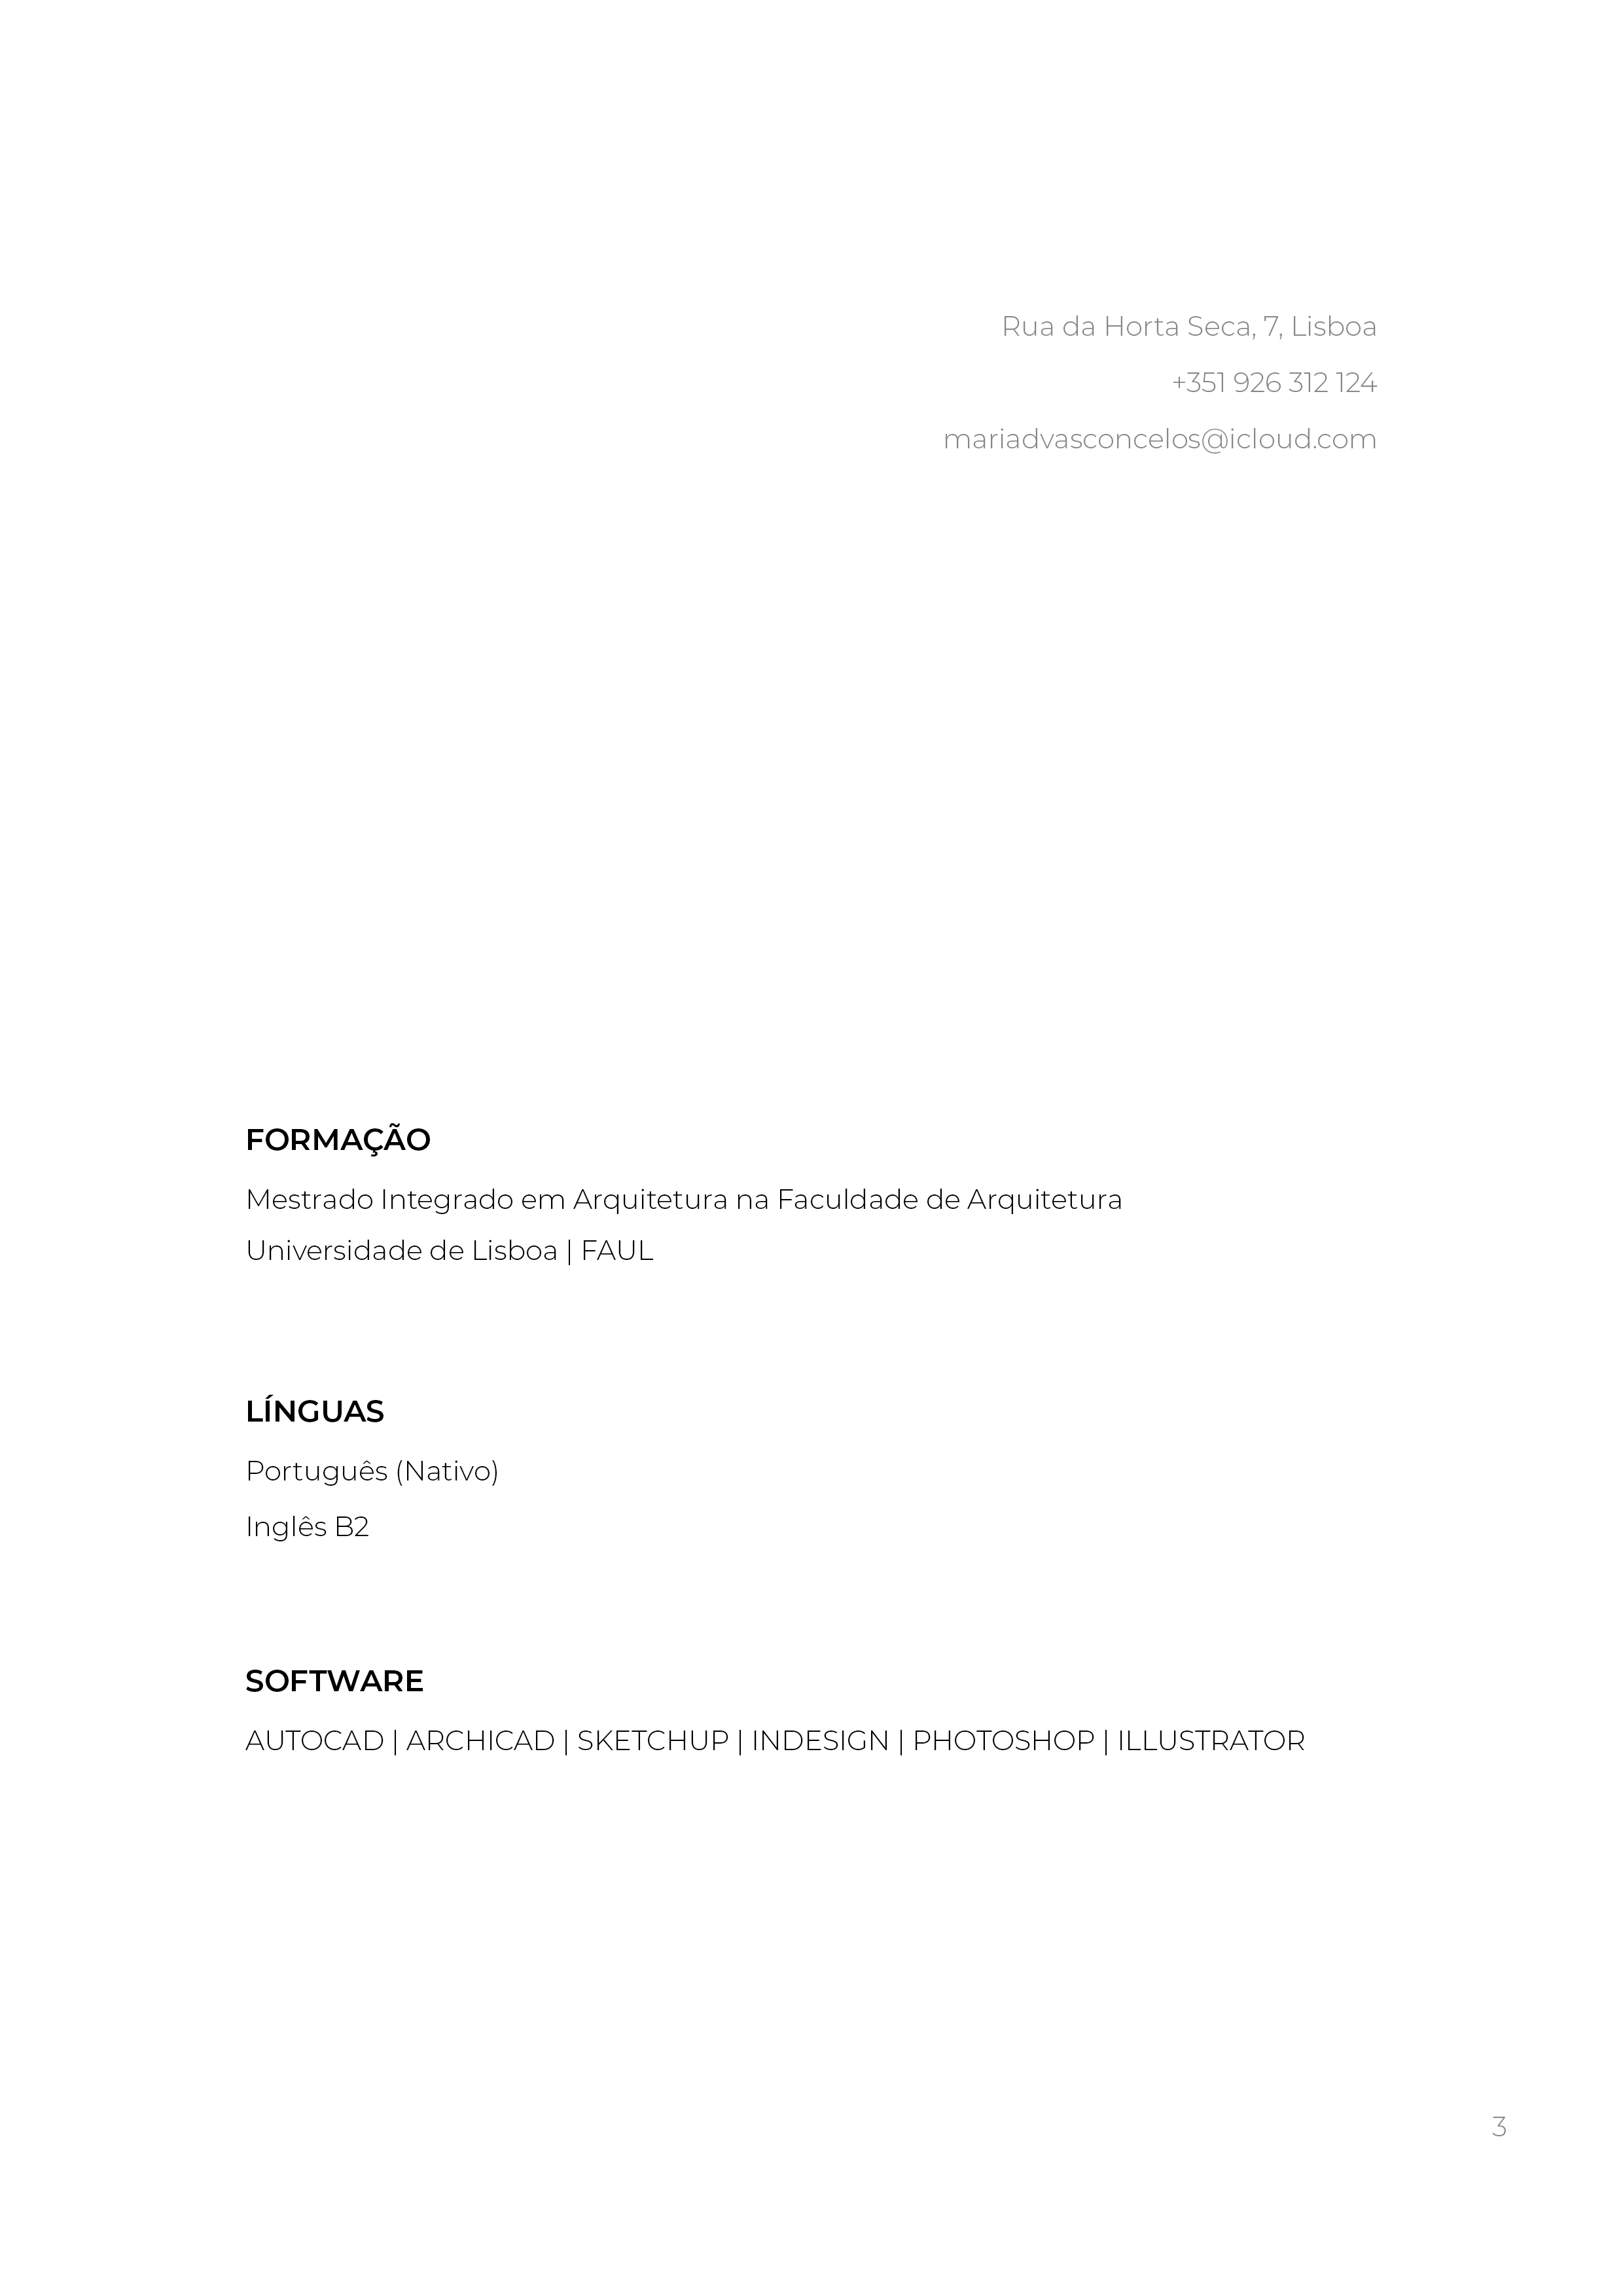 Rua da Horta Seca, 7, Lisboa
+351 926 312 124
mariadvasconcelos@icloud.com
FORMAÇÃO
Mestrado Integrado em Arquitetura na Faculdade de Arquitetura
Universidade de Lisboa | FAUL
LÍNGUAS
Português (Nativo)
Inglês B2
SOFTWARE
AUTOCAD | ARCHICAD | SKETCHUP | INDESIGN | PHOTOSHOP | ILLUSTRATOR
3